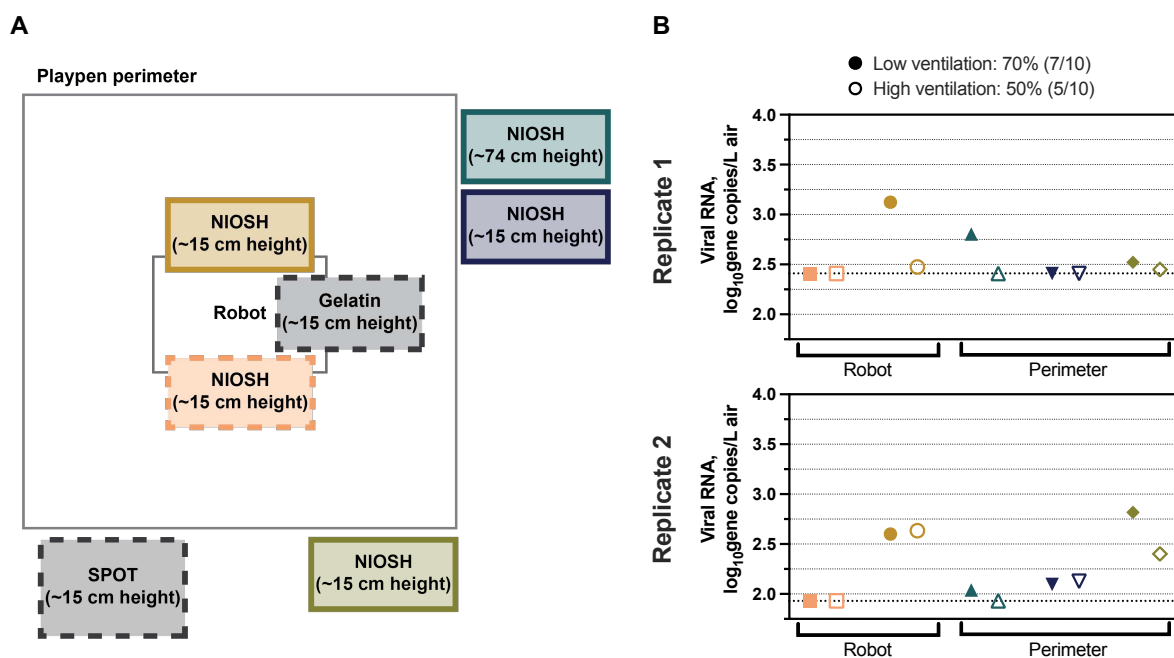 A
Playpen perimeter
NIOSH
(~74 cm height)
NIOSH
(~15 cm height)
NIOSH
(~15 cm height)
Robot
Gelatin
(~15 cm height)
NIOSH
(~15 cm height)
SPOT
(~15 cm height)
NIOSH
(~15 cm height)
B
Low ventilation: 70% (7/10)
High ventilation: 50% (5/10)
Replicate 1
Viral RNA,
log₁₀gene copies/L air
4.0
3.5
3.0
2.5
2.0
Robot
Perimeter
Replicate 2
Viral RNA,
log₁₀gene copies/L air
4.0
3.5
3.0
2.5
2.0
Robot
Perimeter